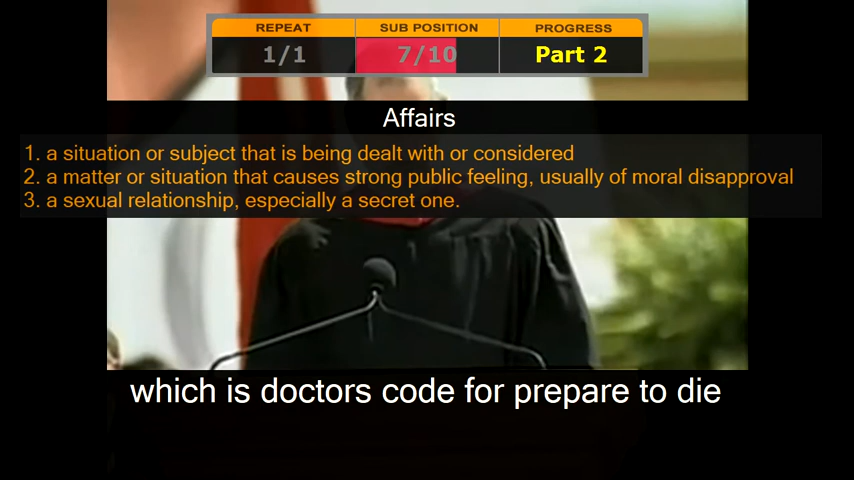 REPEAT SUB POSITION PROGRESS
1/1 7/10 Part 2
Affairs
1. a situation or subject that is being dealt with or considered
2. a matter or situation that causes strong public feeling, usually of moral disapproval
3. a sexual relationship, especially a secret one.
which is doctors code for prepare to die